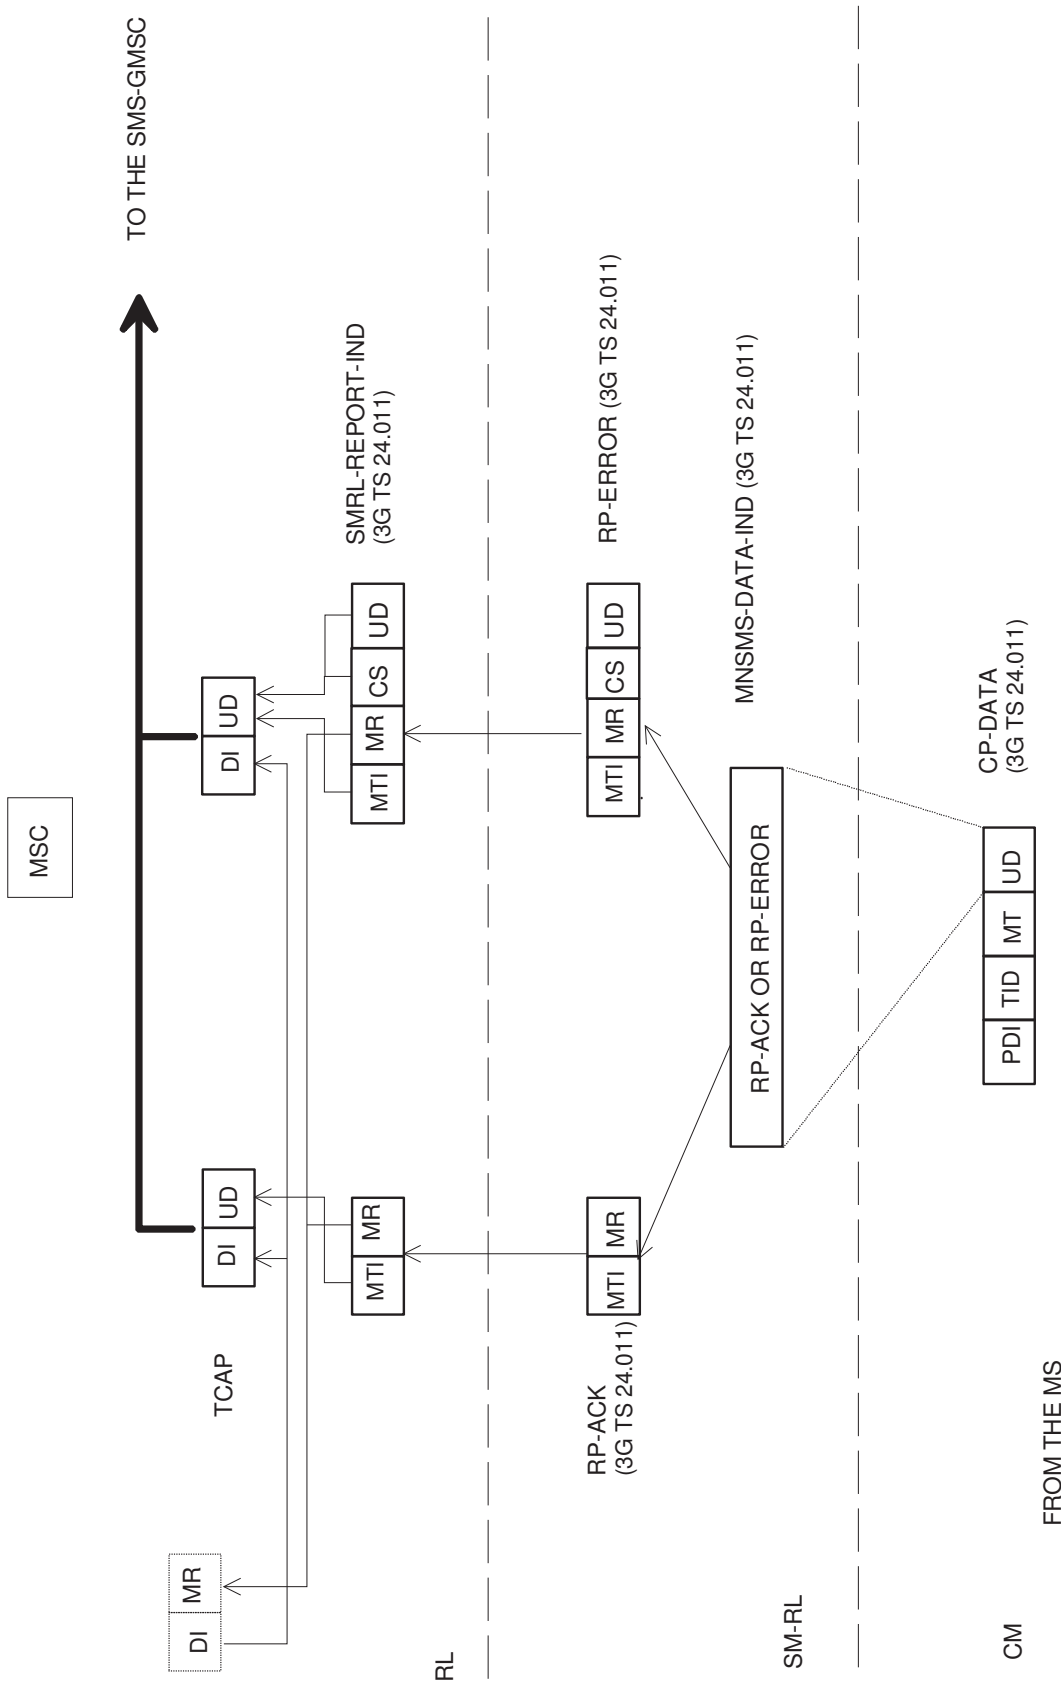 MSC
TO THE SMS-GMSC
DI MR
TCAP
DI UD
DI UD
MTI MR
MTI MR CS UD
SMRL-REPORT-IND
(3G TS 24.011)
RL
RP-ACK
(3G TS 24.011)
MTI MR
MTI MR CS UD
RP-ERROR (3G TS 24.011)
RP-ACK OR RP-ERROR
MNSMS-DATA-IND (3G TS 24.011)
SM-RL
PDI TID MT UD
CP-DATA
(3G TS 24.011)
CM
FROM THE MS